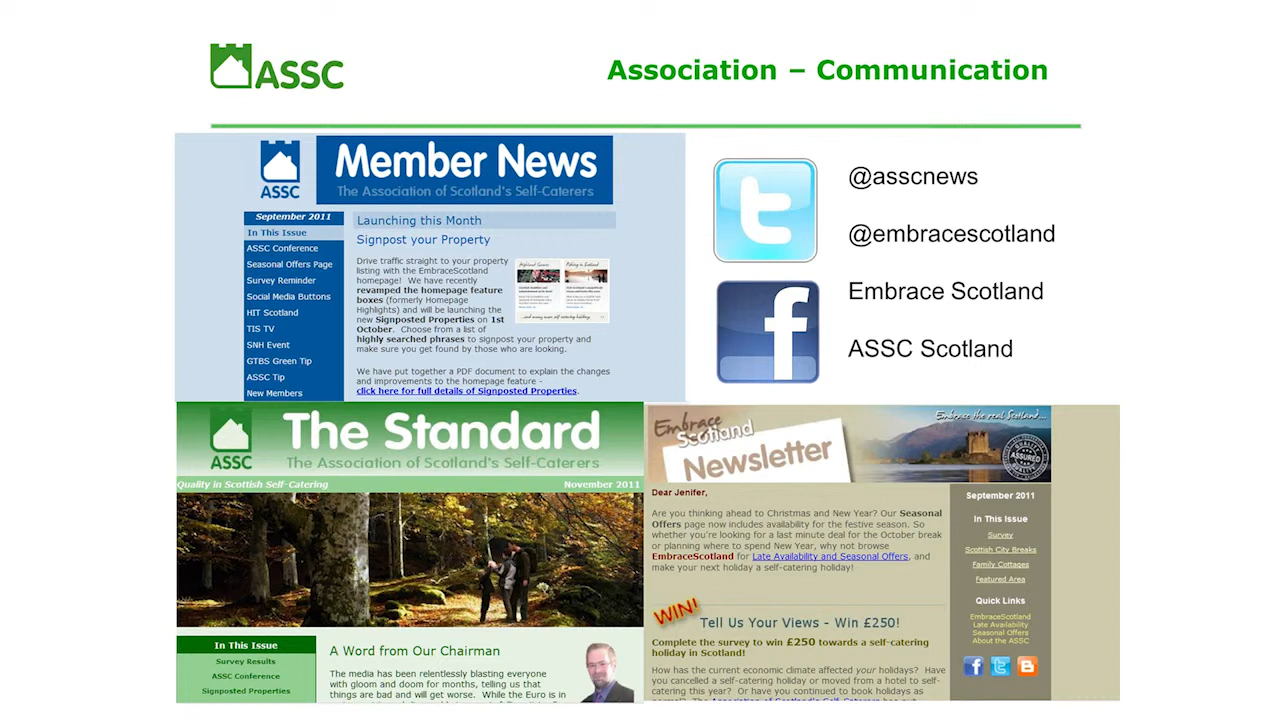 ASSC
Association – Communication
ASSC
Member News
The Association of Scotland's Self-Caterers
September 2011
In This Issue
ASSC Conference
Seasonal Offers Page
Survey Reminder
Social Media Buttons
HIT Scotland
TIS TV
SNH Event
GTBS Green Tip
ASSC Tip
New Members
Launching this Month
Signpost your Property
Drive traffic straight to your property
listing with the EmbraceScotland
homepage! We have recently
revamped the homepage feature
boxes (formerly Homepage
Highlights) and will be launching the
new Signposted Properties on 1st
October. Choose from a list of
highly searched phrases to signpost your property and
make sure you get found by those who are looking.
We have put together a PDF document to explain the changes
and improvements to the homepage feature -
click here for full details of Signposted Properties.
@asscnews
@embracescotland
Embrace Scotland
ASSC Scotland
ASSC
The Standard
The Association of Scotland's Self-Caterers
Quality in Scottish Self-Catering
November 2011
In This Issue
Survey Results
ASSC Conference
Signposted Properties
A Word from Our Chairman
The media has been relentlessly blasting everyone
with gloom and doom for months, telling us that
things are bad and will get worse. While the Euro is in
Embrace
Scotland
Newsletter
Embrace the real Scotland...
QUALITY
ASSURED
Dear Jenifer,
Are you thinking ahead to Christmas and New Year? Our Seasonal
Offers page now includes availability for the festive season. So
whether you're looking for a last minute deal for the October break
or planning where to spend New Year, why not browse
EmbraceScotland for Late Availability and Seasonal Offers, and
make your next holiday a self-catering holiday!
WIN!
Tell Us Your Views - Win £250!
Complete the survey to win £250 towards a self-catering
holiday in Scotland!
How has the current economic climate affected your holidays? Have
you cancelled a self-catering holiday or moved from a hotel to self-
catering this year? Or have you continued to book holidays as
normal? The Association of Scotland's Self-Caterers has our
September 2011
In This Issue
Survey
Scottish City Breaks
Family Cottages
Featured Area
Quick Links
EmbraceScotland
Late Availability
Seasonal Offers
About the ASSC